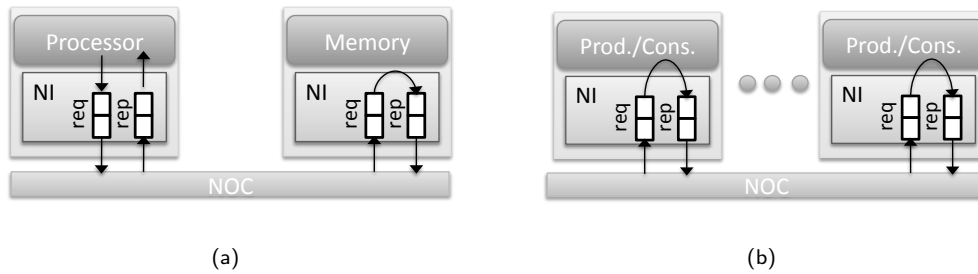 Processor
NI
req
rep
Memory
NI
req
rep
NOC
(a)
Prod./Cons.
NI
req
rep
Prod./Cons.
NI
req
rep
NOC
(b)